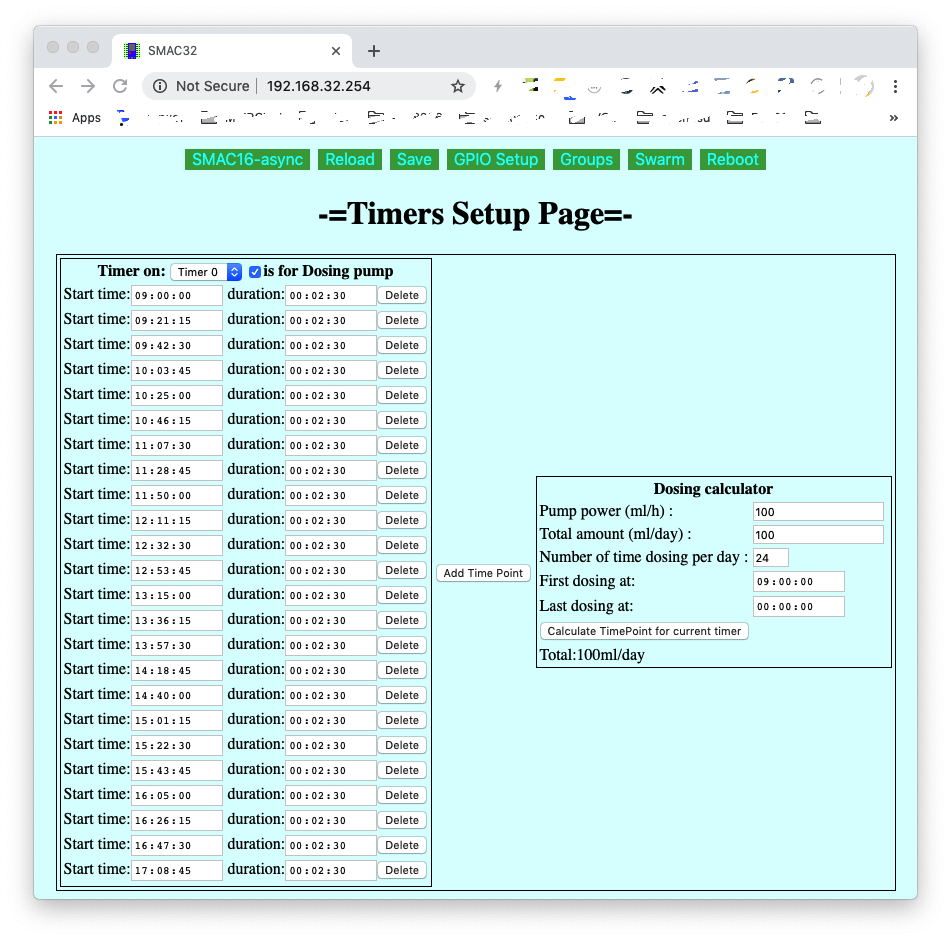 SMAC32
Not Secure 192.168.32.254
Apps
SMAC16-async Reload Save GPIO Setup Groups Swarm Reboot
-=Timers Setup Page=-
Timer on: Timer 0 is for Dosing pump
Start time: 09:00:00 duration: 00:02:30 Delete
Start time: 09:21:15 duration: 00:02:30 Delete
Start time: 09:42:30 duration: 00:02:30 Delete
Start time: 10:03:45 duration: 00:02:30 Delete
Start time: 10:25:00 duration: 00:02:30 Delete
Start time: 10:46:15 duration: 00:02:30 Delete
Start time: 11:07:30 duration: 00:02:30 Delete
Start time: 11:28:45 duration: 00:02:30 Delete
Start time: 11:50:00 duration: 00:02:30 Delete
Start time: 12:11:15 duration: 00:02:30 Delete
Start time: 12:32:30 duration: 00:02:30 Delete
Start time: 12:53:45 duration: 00:02:30 Delete
Start time: 13:15:00 duration: 00:02:30 Delete
Start time: 13:36:15 duration: 00:02:30 Delete
Start time: 13:57:30 duration: 00:02:30 Delete
Start time: 14:18:45 duration: 00:02:30 Delete
Start time: 14:40:00 duration: 00:02:30 Delete
Start time: 15:01:15 duration: 00:02:30 Delete
Start time: 15:22:30 duration: 00:02:30 Delete
Start time: 15:43:45 duration: 00:02:30 Delete
Start time: 16:05:00 duration: 00:02:30 Delete
Start time: 16:26:15 duration: 00:02:30 Delete
Start time: 16:47:30 duration: 00:02:30 Delete
Start time: 17:08:45 duration: 00:02:30 Delete
Add Time Point
Dosing calculator
Pump power (ml/h) : 100
Total amount (ml/day) : 100
Number of time dosing per day : 24
First dosing at: 09:00:00
Last dosing at: 00:00:00
Calculate TimePoint for current timer
Total:100ml/day